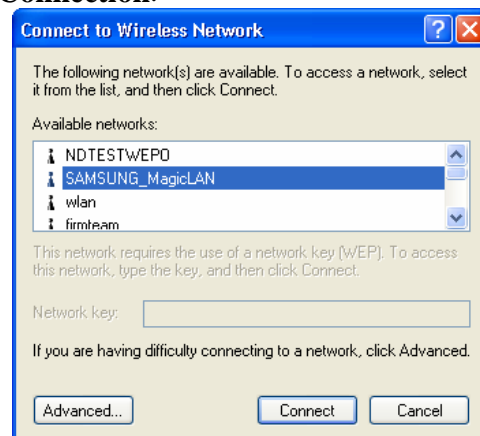 Connection.
Connect to Wireless Network
The following network(s) are available. To access a network, select
it from the list, and then click Connect.
Available networks:
NDTESTWEP0
SAMSUNG_MagicLAN
wlan
firmteam
This network requires the use of a network key (WEP). To access
this network, type the key, and then click Connect.
Network key:
If you are having difficulty connecting to a network, click Advanced.
Advanced... Connect Cancel